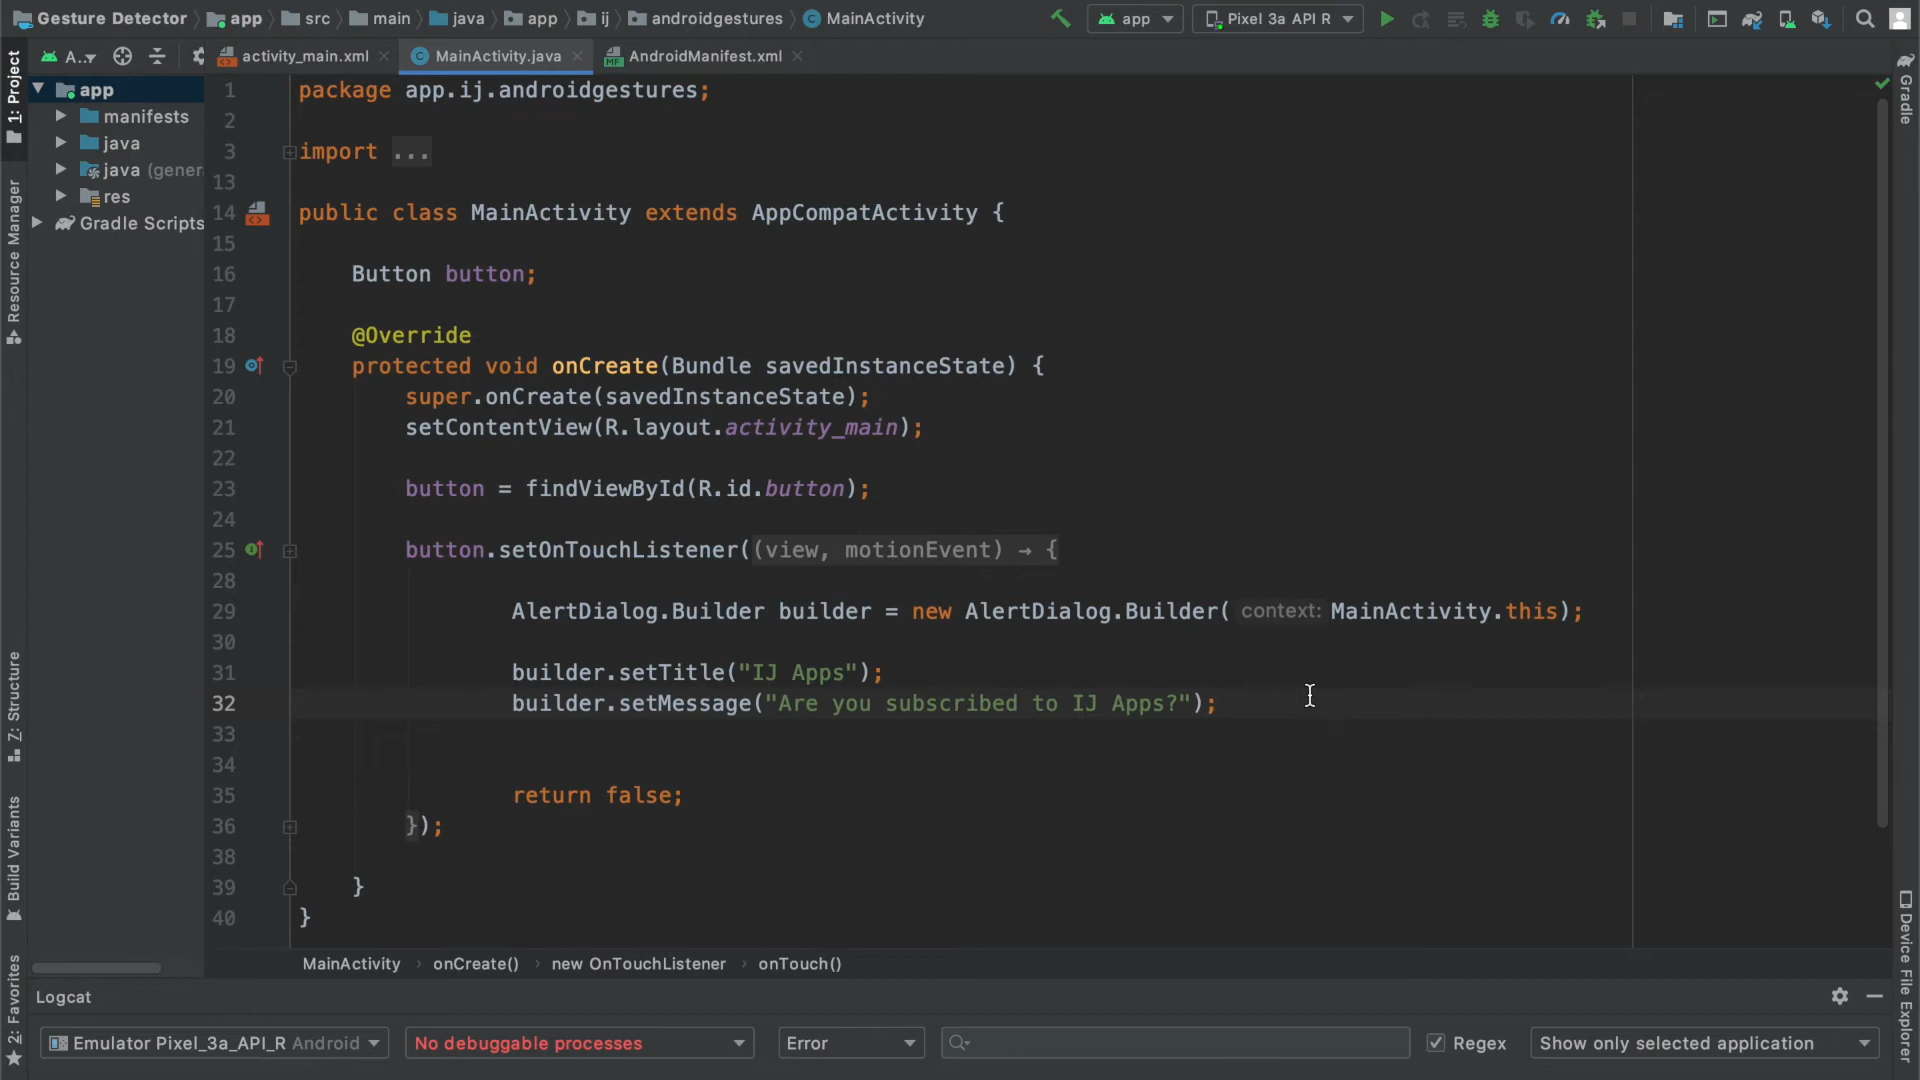 Gesture Detector app src main java app ij androidgestures MainActivity app Pixel 3a API R
1: Project A.. activity_main.xml MainActivity.java AndroidManifest.xml Gradle
app
manifests
java
java (gener
res
Gradle Scripts
Resource Manager
Z: Structure
Build Variants
2: Favorites
1 package app.ij.androidgestures;
2
3 import ...
13
14 public class MainActivity extends AppCompatActivity {
15
16 Button button;
17
18 @Override
19 protected void onCreate(Bundle savedInstanceState) {
20 super.onCreate(savedInstanceState);
21 setContentView(R.layout.activity_main);
22
23 button = findViewById(R.id.button);
24
25 button.setOnTouchListener((view, motionEvent) → {
28
29 AlertDialog.Builder builder = new AlertDialog.Builder( context: MainActivity.this);
30
31 builder.setTitle("IJ Apps");
32 builder.setMessage("Are you subscribed to IJ Apps?");
33
34
35 return false;
36 });
38
39 }
40 }
MainActivity › onCreate() › new OnTouchListener › onTouch()
Device File Explorer
Logcat
Emulator Pixel_3a_API_R Android No debuggable processes Error Regex Show only selected application